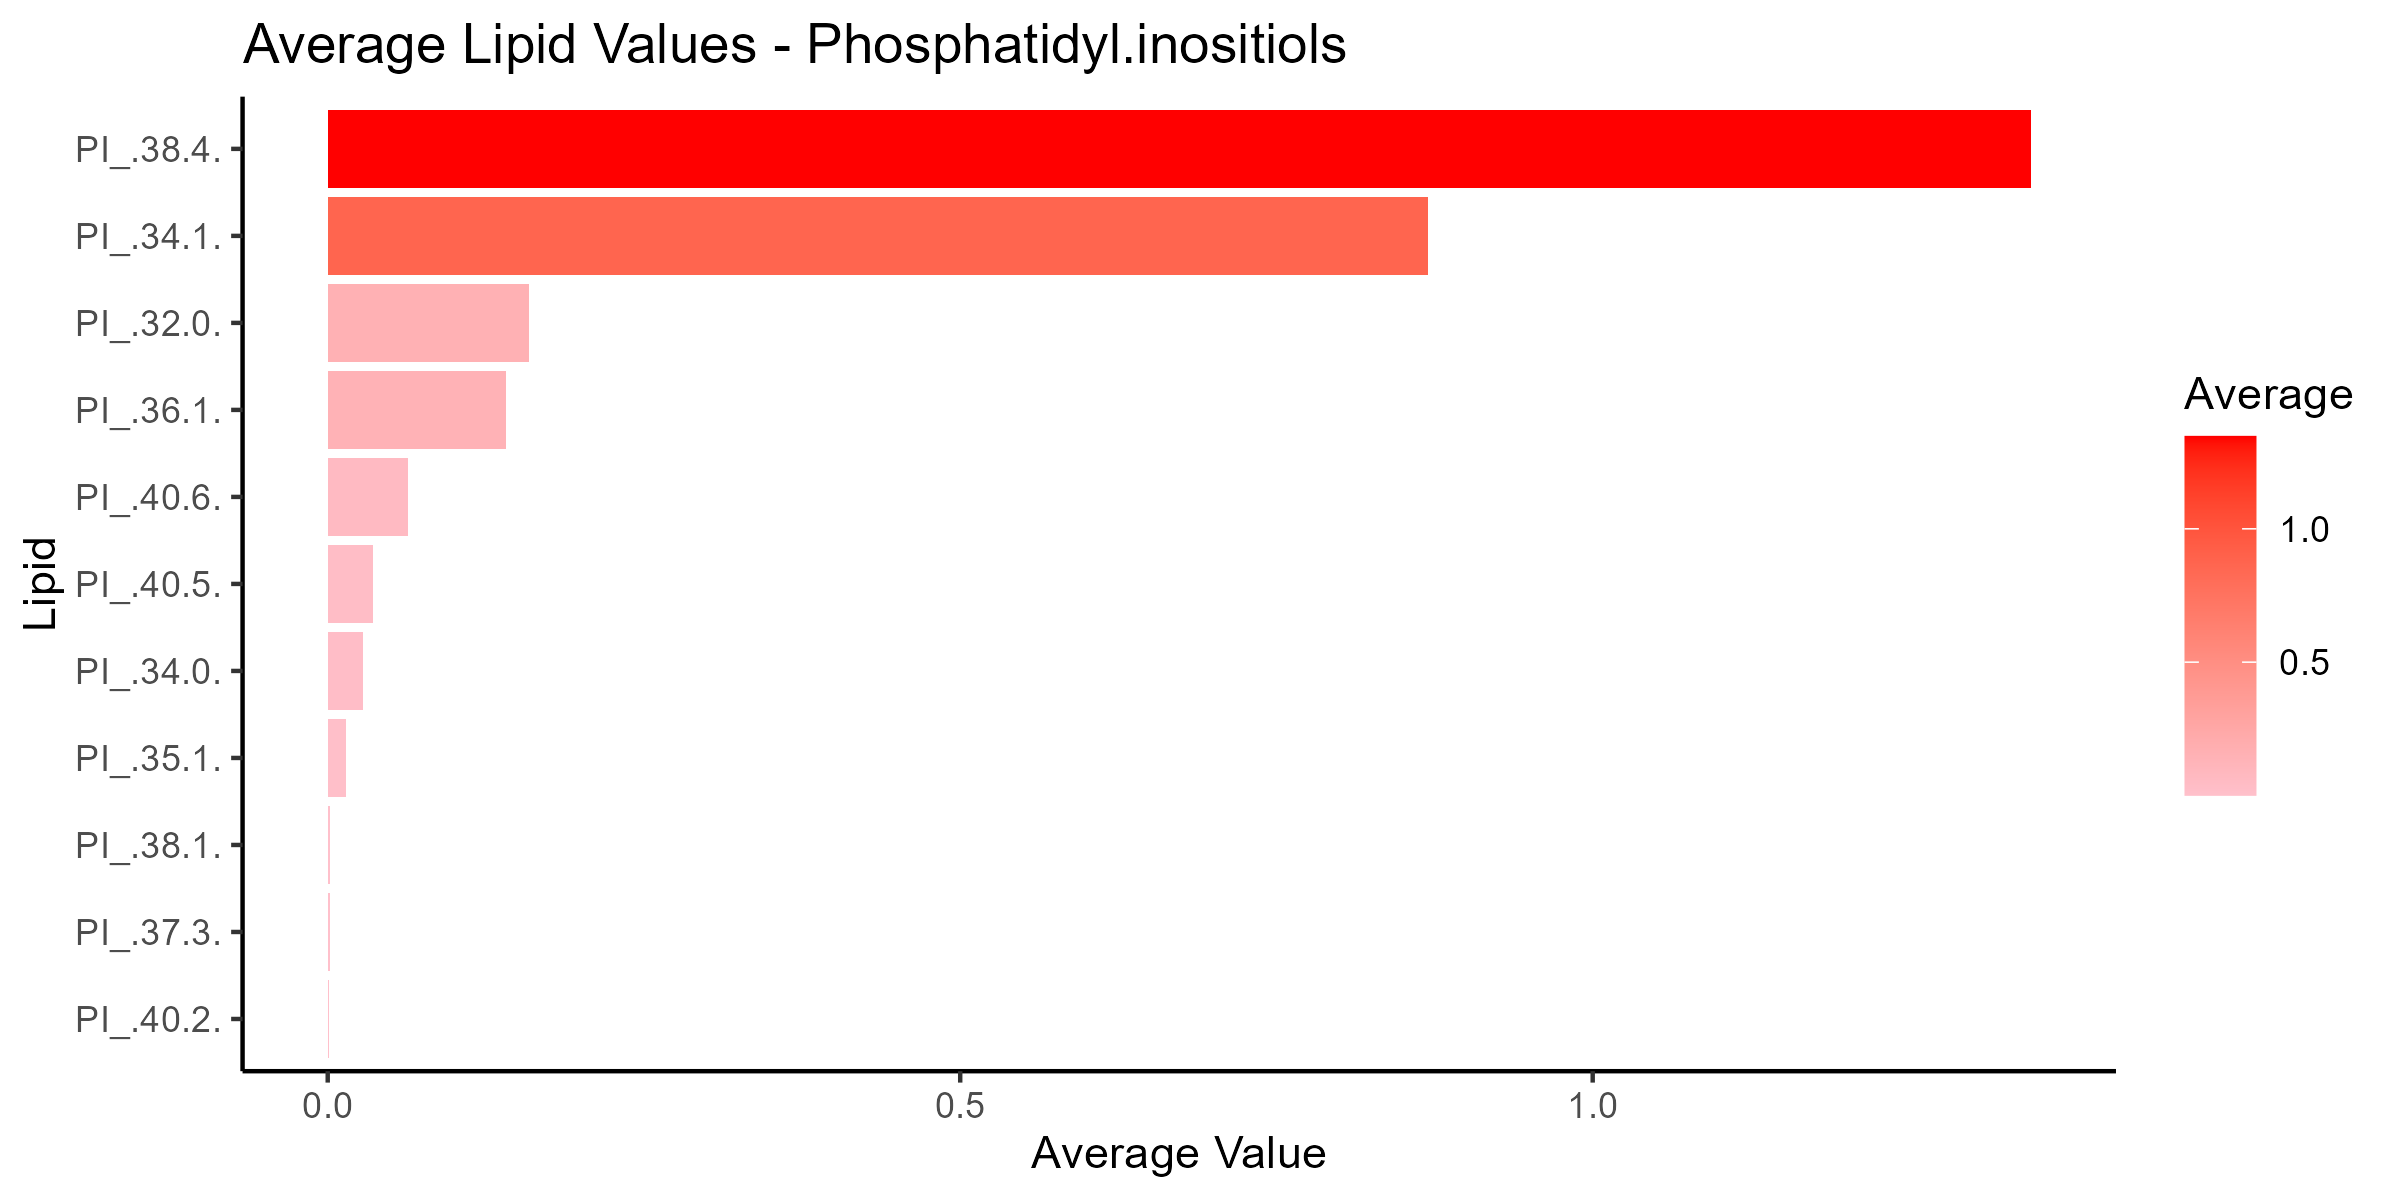 Average Lipid Values - Phosphatidyl.inositiols
PI_.38.4.
PI_.34.1.
PI_.32.0.
PI_.36.1.
PI_.40.6.
PI_.40.5.
PI_.34.0.
PI_.35.1.
PI_.38.1.
PI_.37.3.
PI_.40.2.
Lipid
0.0 0.5 1.0
Average Value
Average
1.0
0.5